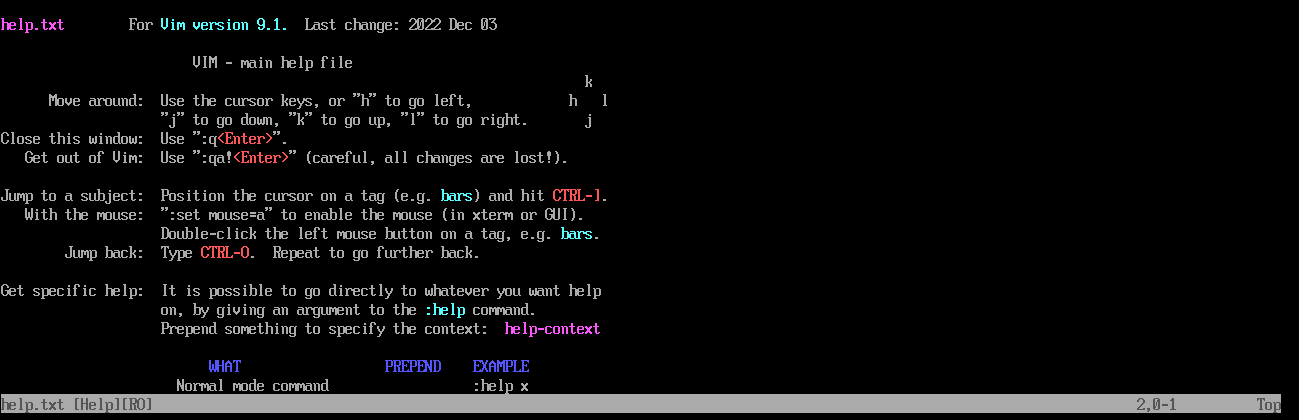 help.txt For Vim version 9.1. Last change: 2022 Dec 03
VIM - main help file
k
Move around: Use the cursor keys, or "h" to go left, h l
"j" to go down, "k" to go up, "l" to go right. j
Close this window: Use ":q<Enter>".
Get out of Vim: Use ":qa!<Enter>" (careful, all changes are lost!).
Jump to a subject: Position the cursor on a tag (e.g. bars) and hit CTRL-].
With the mouse: ":set mouse=a" to enable the mouse (in xterm or GUI).
Double-click the left mouse button on a tag, e.g. bars.
Jump back: Type CTRL-O. Repeat to go further back.
Get specific help: It is possible to go directly to whatever you want help
on, by giving an argument to the :help command.
Prepend something to specify the context: help-context
WHAT PREPEND EXAMPLE
Normal mode command :help x
help.txt [Help][RO] 2,0-1 Top